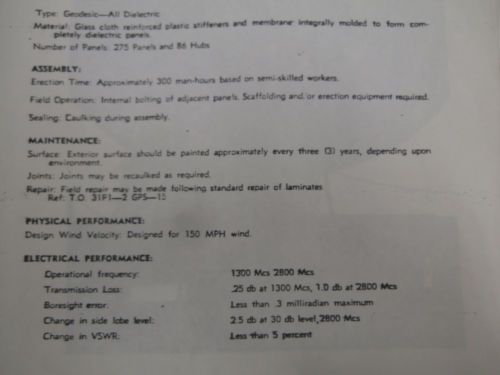 Type: Geodesic—All Dielectric
Material: Glass cloth reinforced plastic stiffeners and membrane integrally molded to form com-
pletely dielectric panels.
Number of Panels: 275 Panels and 86 Hubs
ASSEMBLY:
Erection Time: Approximately 300 man-hours based on semi-skilled workers.
Field Operation: Internal bolting of adjacent panels. Scaffolding and/or erection equipment required.
Sealing: Caulking during assembly.
MAINTENANCE:
Surface: Exterior surface should be painted approximately every three (3) years, depending upon
environment.
Joints: Joints may be recaulked as required.
Repair: Field repair may be made following standard repair of laminates
Ref: T.O. 31F1—2 GPS—15
PHYSICAL PERFORMANCE:
Design Wind Velocity: Designed for 150 MPH wind.
ELECTRICAL PERFORMANCE:
Operational frequency: 1300 Mcs 2800 Mcs
Transmission Loss: .25 db at 1300 Mcs, 1.0 db at 2800 Mcs
Boresight error: Less than .3 milliradian maximum
Change in side lobe level: 2.5 db at 30 db level, 2800 Mcs
Change in VSWR: Less than 5 percent